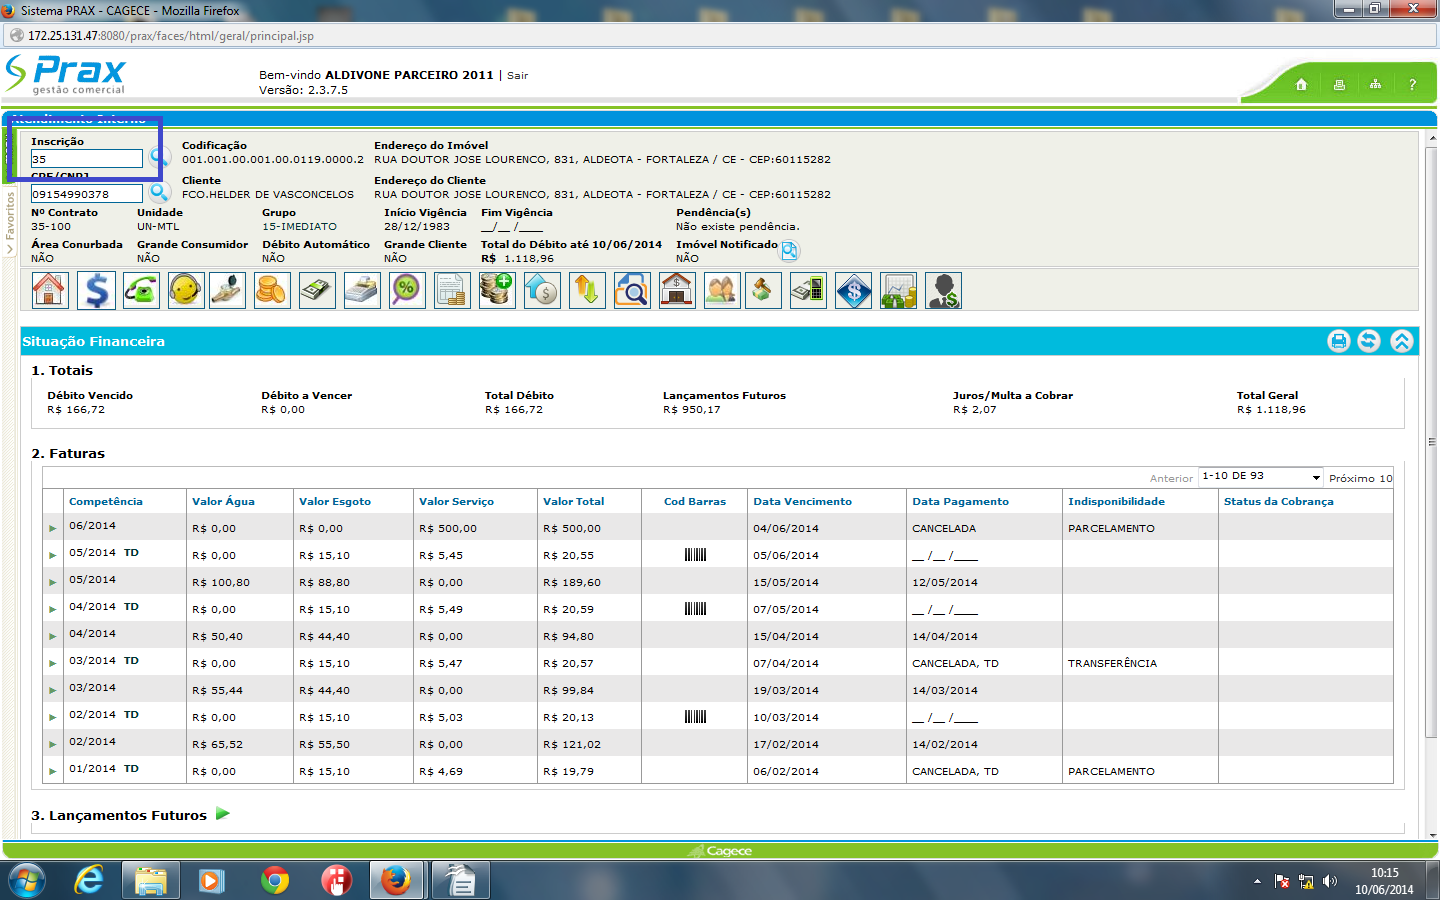 Sistema PRAX - CAGECE - Mozilla Firefox
172.25.131.47:8080/prax/faces/html/geral/principal.jsp
Prax
gestão comercial
Bem-vindo ALDIVONE PARCEIRO 2011 | Sair
Versão: 2.3.7.5
?
Atendimento Interno
Favoritos
Inscrição
35
Codificação
001.001.00.001.00.0119.0000.2
Endereço do Imóvel
RUA DOUTOR JOSE LOURENCO, 831, ALDEOTA - FORTALEZA / CE - CEP:60115282
CPF/CNPJ
09154990378
Cliente
FCO.HELDER DE VASCONCELOS
Endereço do Cliente
RUA DOUTOR JOSE LOURENCO, 831, ALDEOTA - FORTALEZA / CE - CEP:60115282
Nº Contrato Unidade Grupo Início Vigência Fim Vigência Pendência(s)
35-100 UN-MTL 15-IMEDIATO 28/12/1983 __/__ /____ Não existe pendência.
Área Conurbada Grande Consumidor Débito Automático Grande Cliente Total do Débito até 10/06/2014 Imóvel Notificado
NÃO NÃO NÃO NÃO R$ 1.118,96 NÃO
Situação Financeira
1. Totais
Débito Vencido Débito a Vencer Total Débito Lançamentos Futuros Juros/Multa a Cobrar Total Geral
R$ 166,72 R$ 0,00 R$ 166,72 R$ 950,17 R$ 2,07 R$ 1.118,96
2. Faturas
Anterior 1-10 DE 93 Próximo 10
Competência Valor Água Valor Esgoto Valor Serviço Valor Total Cod Barras Data Vencimento Data Pagamento Indisponibilidade Status da Cobrança
06/2014 R$ 0,00 R$ 0,00 R$ 500,00 R$ 500,00 04/06/2014 CANCELADA PARCELAMENTO
05/2014 TD R$ 0,00 R$ 15,10 R$ 5,45 R$ 20,55 05/06/2014 __ /__ /____
05/2014 R$ 100,80 R$ 88,80 R$ 0,00 R$ 189,60 15/05/2014 12/05/2014
04/2014 TD R$ 0,00 R$ 15,10 R$ 5,49 R$ 20,59 07/05/2014 __ /__ /____
04/2014 R$ 50,40 R$ 44,40 R$ 0,00 R$ 94,80 15/04/2014 14/04/2014
03/2014 TD R$ 0,00 R$ 15,10 R$ 5,47 R$ 20,57 07/04/2014 CANCELADA, TD TRANSFERÊNCIA
03/2014 R$ 55,44 R$ 44,40 R$ 0,00 R$ 99,84 19/03/2014 14/03/2014
02/2014 TD R$ 0,00 R$ 15,10 R$ 5,03 R$ 20,13 10/03/2014 __ /__ /____
02/2014 R$ 65,52 R$ 55,50 R$ 0,00 R$ 121,02 17/02/2014 14/02/2014
01/2014 TD R$ 0,00 R$ 15,10 R$ 4,69 R$ 19,79 06/02/2014 CANCELADA, TD PARCELAMENTO
3. Lançamentos Futuros
Cagece
10:15
10/06/2014